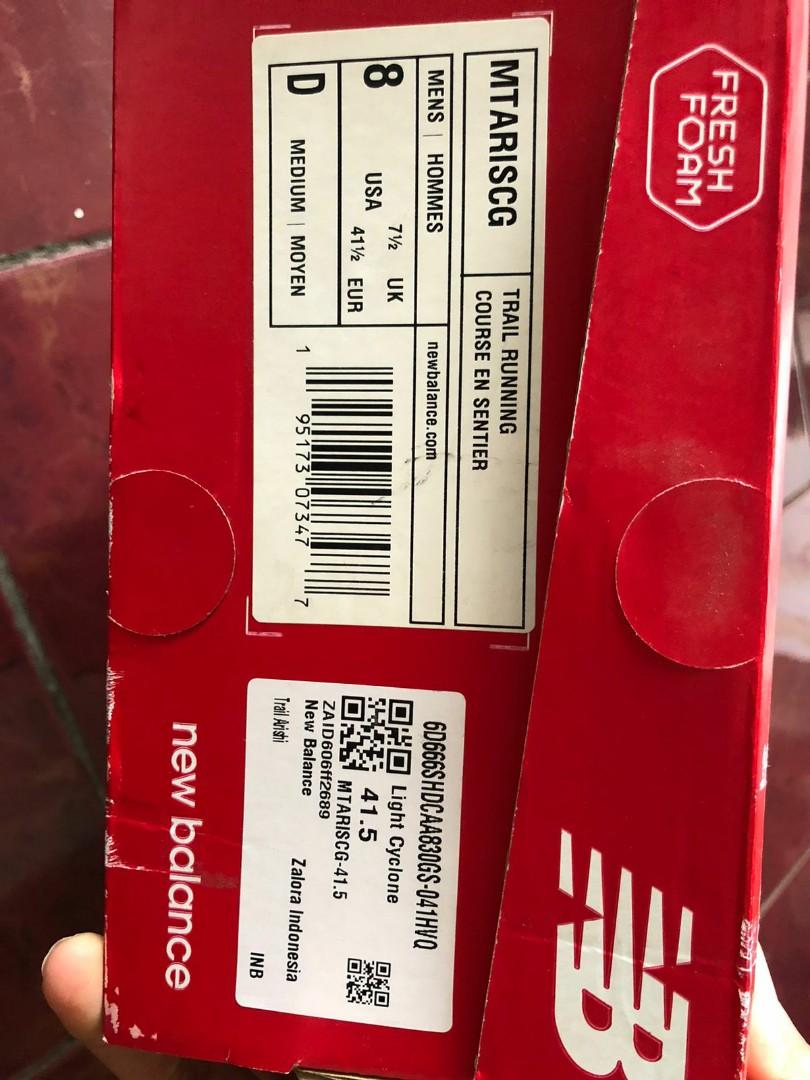 FRESH
FOAM
MTARISCG
TRAIL RUNNING
COURSE EN SENTIER
MENS | HOMMES
newbalance.com
8
USA
7½ UK
41½ EUR
D
MEDIUM | MOYEN
1 95173 07347 7
6D666SHDCAA830GS-041HVQ
Light Cyclone
41.5
MTARISCG-41.5
ZAID606ff2689
New Balance
Zalora Indonesia
Trail Arishi
INB
new balance
NB